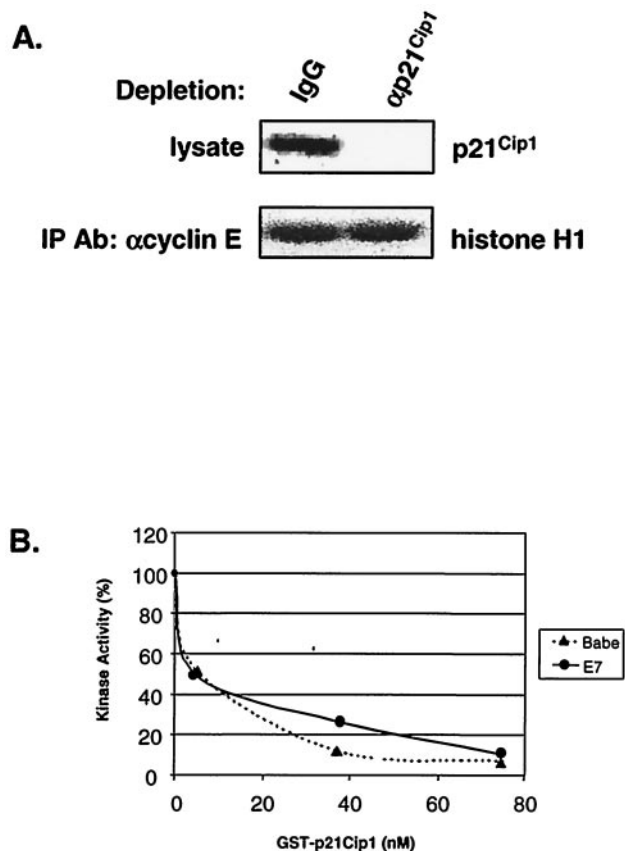 A.
Depletion: IgG αp21Cip1
lysate p21Cip1
IP Ab: αcyclin E histone H1
B.
120
100
80
60
40
20
0
Kinase Activity (%)
0 20 40 60 80
GST-p21Cip1 (nM)
Babe
E7